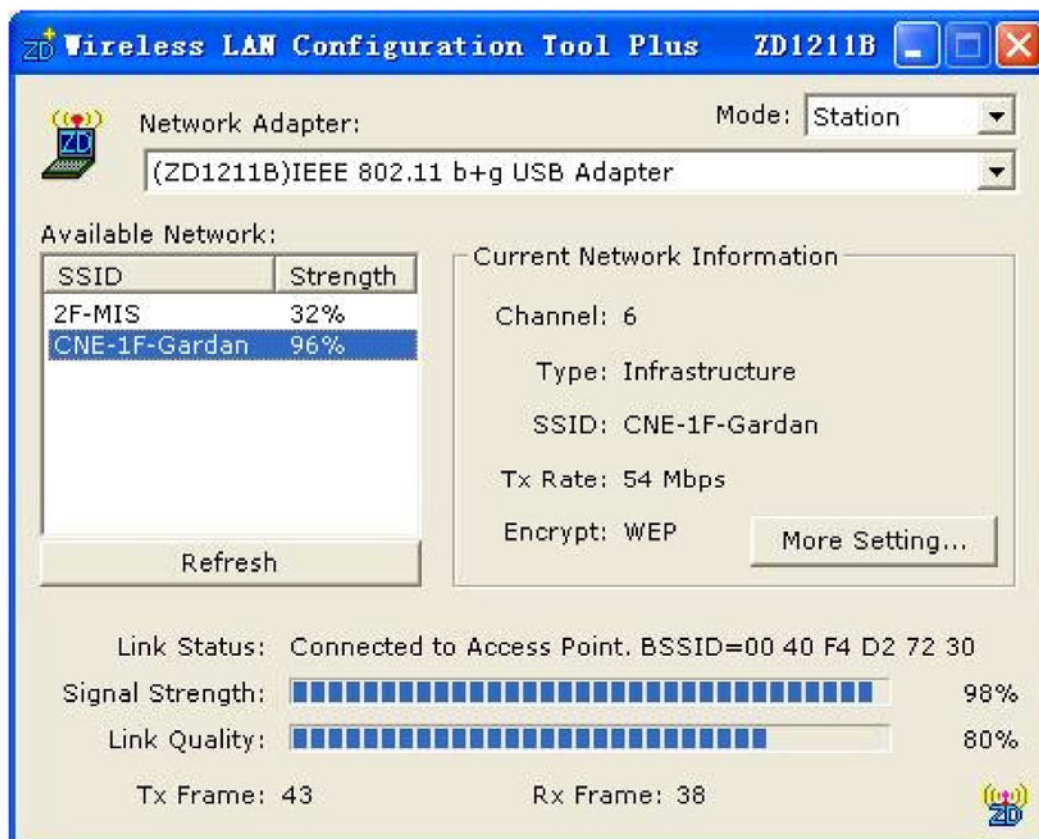 ZD Wireless LAN Configuration Tool Plus ZD1211B
ZD
Network Adapter:
Mode: Station
(ZD1211B)IEEE 802.11 b+g USB Adapter
Available Network:
SSID Strength
2F-MIS 32%
CNE-1F-Gardan 96%
Refresh
Current Network Information
Channel: 6
Type: Infrastructure
SSID: CNE-1F-Gardan
Tx Rate: 54 Mbps
Encrypt: WEP
More Setting...
Link Status: Connected to Access Point. BSSID=00 40 F4 D2 72 30
Signal Strength: 98%
Link Quality: 80%
Tx Frame: 43 Rx Frame: 38
ZD